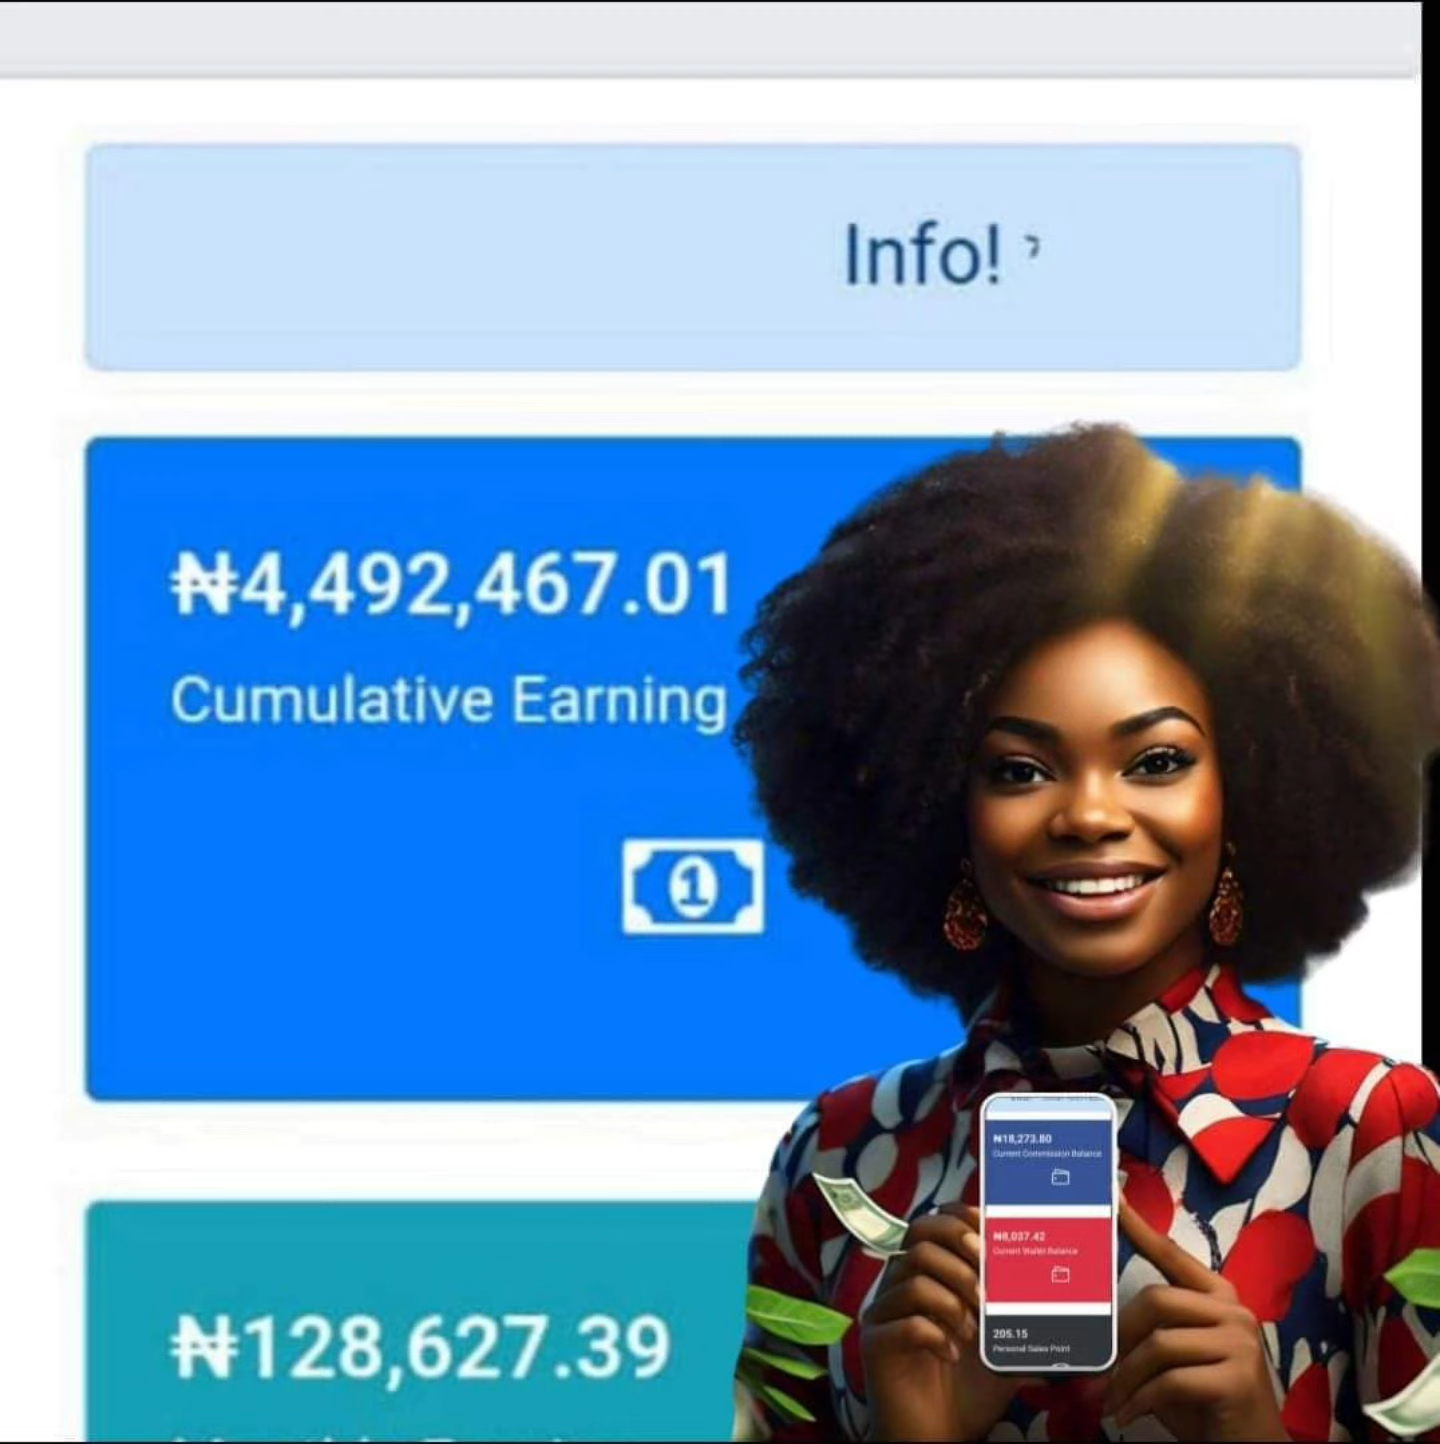 Info!
₦4,492,467.01
Cumulative Earning
1
₦128,627.39
₦18,273.80
Current Commission Balance
₦8,037.42
Current Wallet Balance
205.15
Personal Sales Point